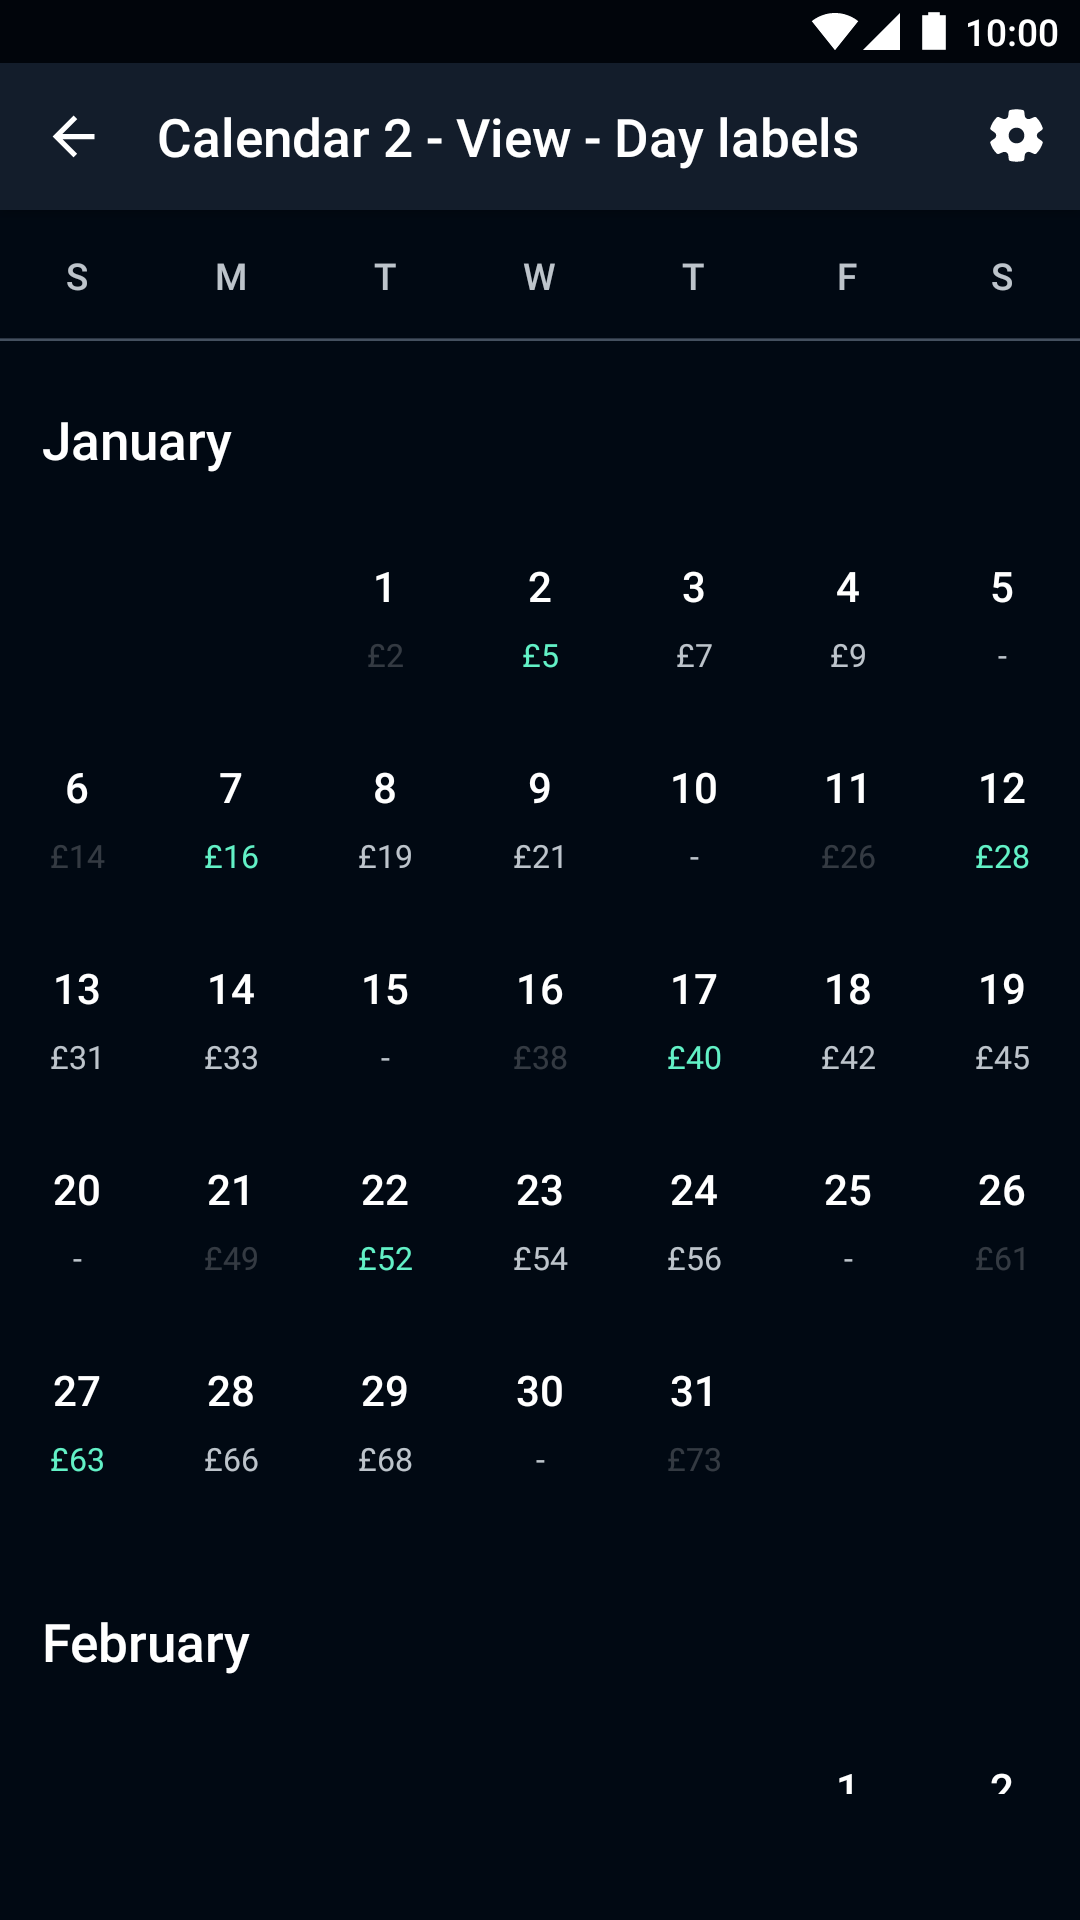 10:00
Calendar 2 - View - Day labels
S M T W T F S
January
1 2 3 4 5
£2 £5 £7 £9 -
6 7 8 9 10 11 12
£14 £16 £19 £21 - £26 £28
13 14 15 16 17 18 19
£31 £33 - £38 £40 £42 £45
20 21 22 23 24 25 26
- £49 £52 £54 £56 - £61
27 28 29 30 31
£63 £66 £68 - £73
February
1 2